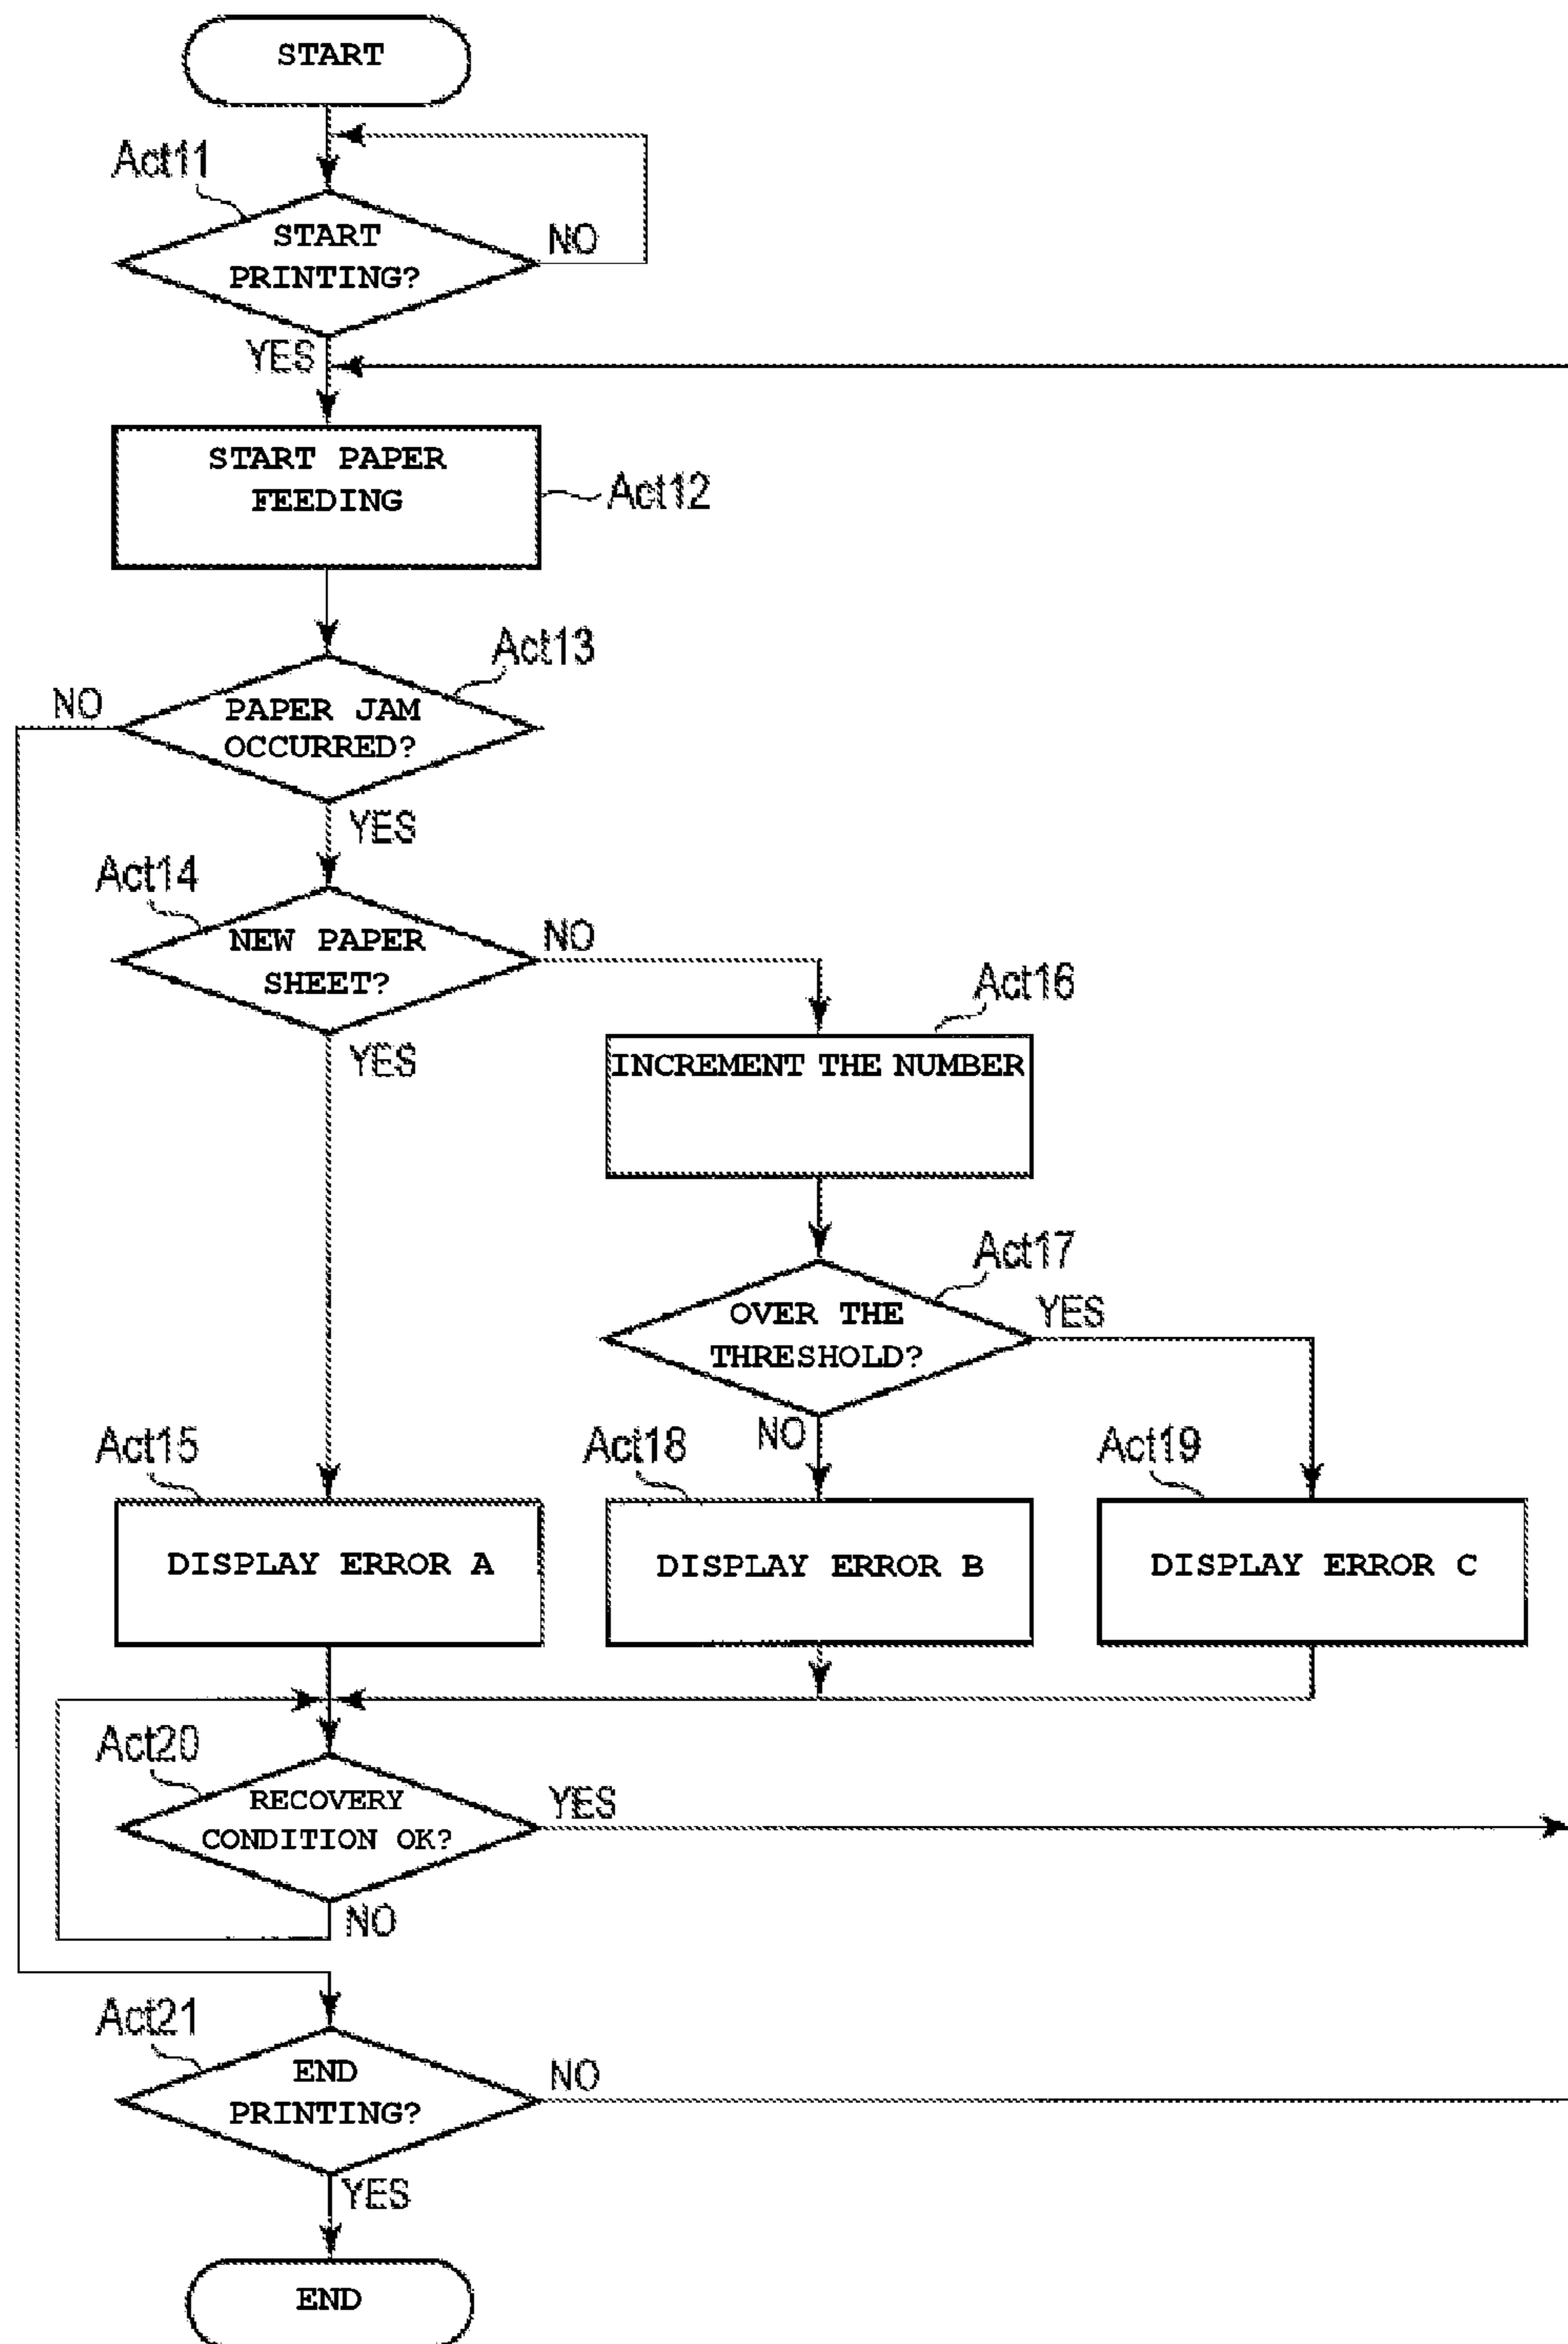 START
Act11
START
PRINTING?
NO
YES
START PAPER
FEEDING
Act12
Act13
NO
PAPER JAM
OCCURRED?
YES
Act14
NEW PAPER
SHEET?
NO
YES
Act16
INCREMENT THE NUMBER
Act17
OVER THE
THRESHOLD?
YES
NO
Act15
DISPLAY ERROR A
Act18
DISPLAY ERROR B
Act19
DISPLAY ERROR C
Act20
RECOVERY
CONDITION OK?
YES
NO
Act21
END
PRINTING?
NO
YES
END